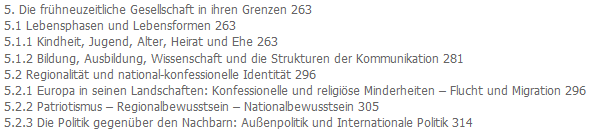 5. Die frühneuzeitliche Gesellschaft in ihren Grenzen 263
5.1 Lebensphasen und Lebensformen 263
5.1.1 Kindheit, Jugend, Alter, Heirat und Ehe 263
5.1.2 Bildung, Ausbildung, Wissenschaft und die Strukturen der Kommunikation 281
5.2 Regionalität und national-konfessionelle Identität 296
5.2.1 Europa in seinen Landschaften: Konfessionelle und religiöse Minderheiten – Flucht und Migration 296
5.2.2 Patriotismus – Regionalbewusstsein – Nationalbewusstsein 305
5.2.3 Die Politik gegenüber den Nachbarn: Außenpolitik und Internationale Politik 314